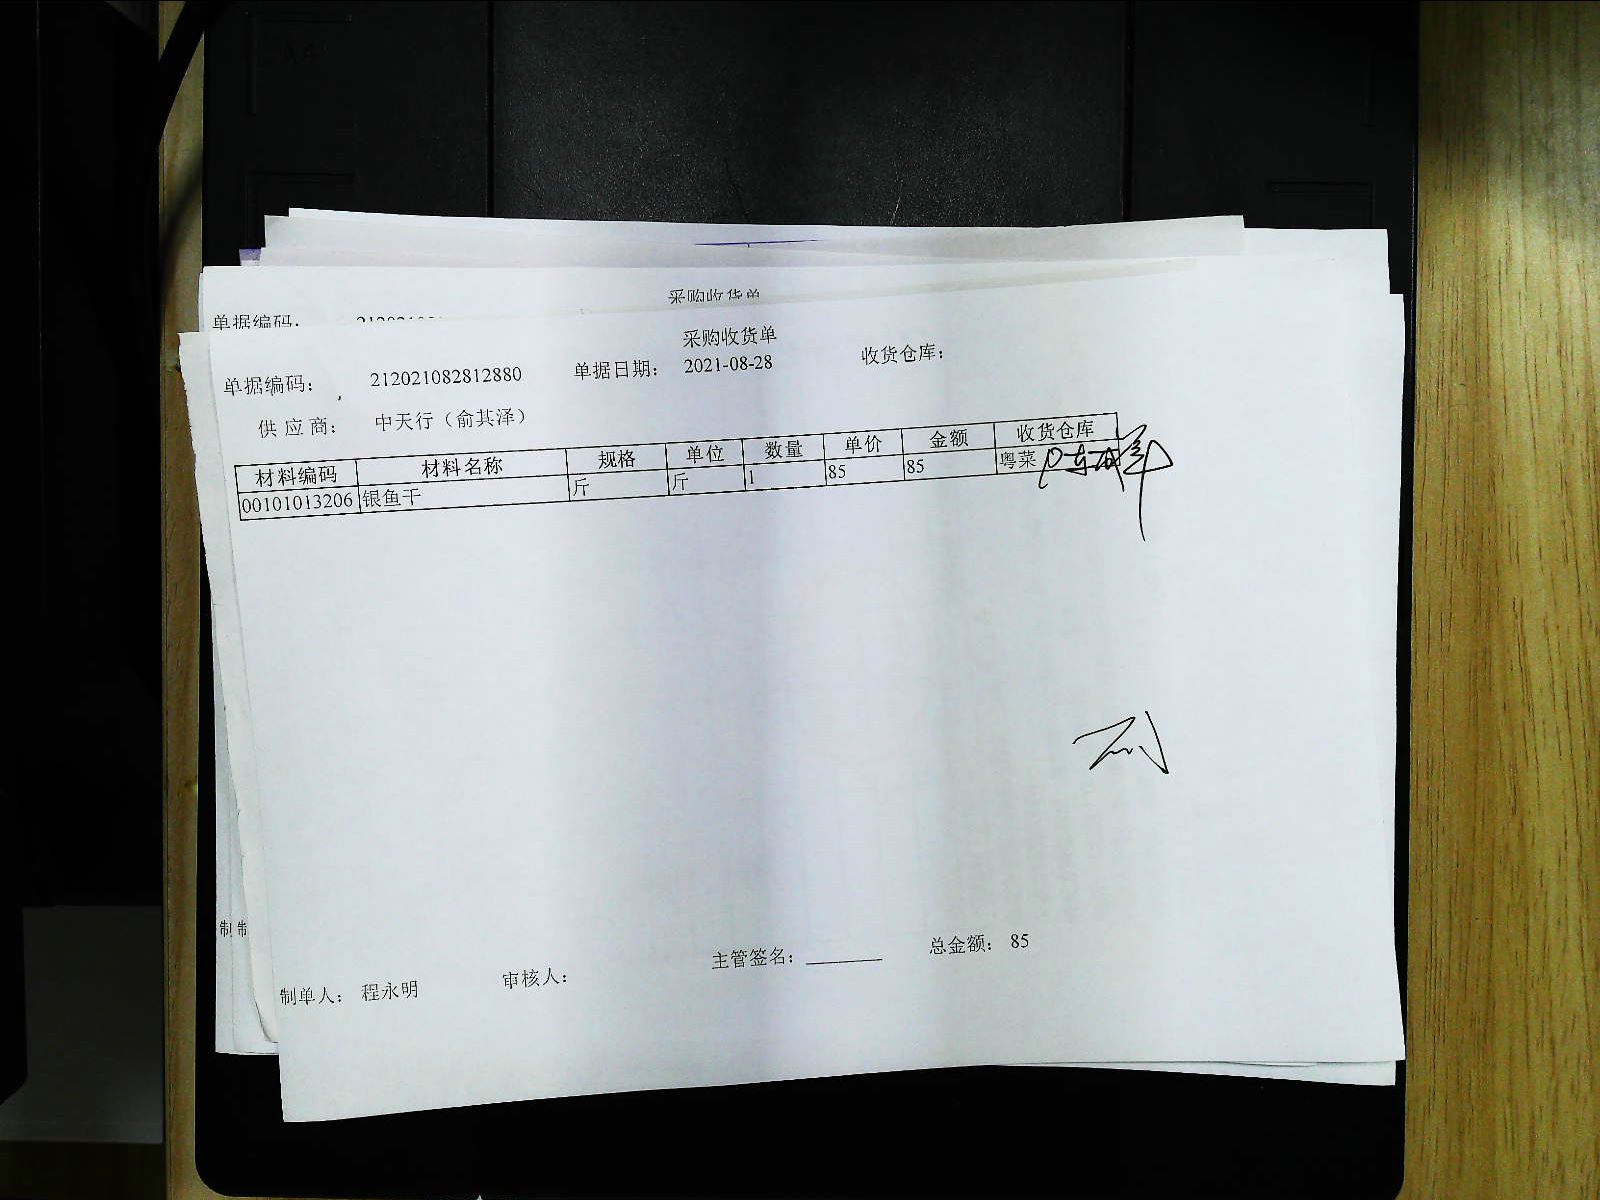 采购收货单
单据编码：
采购收货单
单据编码： 212021082812880 单据日期： 2021-08-28 收货仓库：
供应商： 中天行（俞其泽）
材料编码 材料名称 规格 单位 数量 单价 金额 收货仓库
00101013206 银鱼干 斤 斤 1 85 85 粤菜
制 制
主管签名： 总金额： 85
制单人： 程永明 审核人：